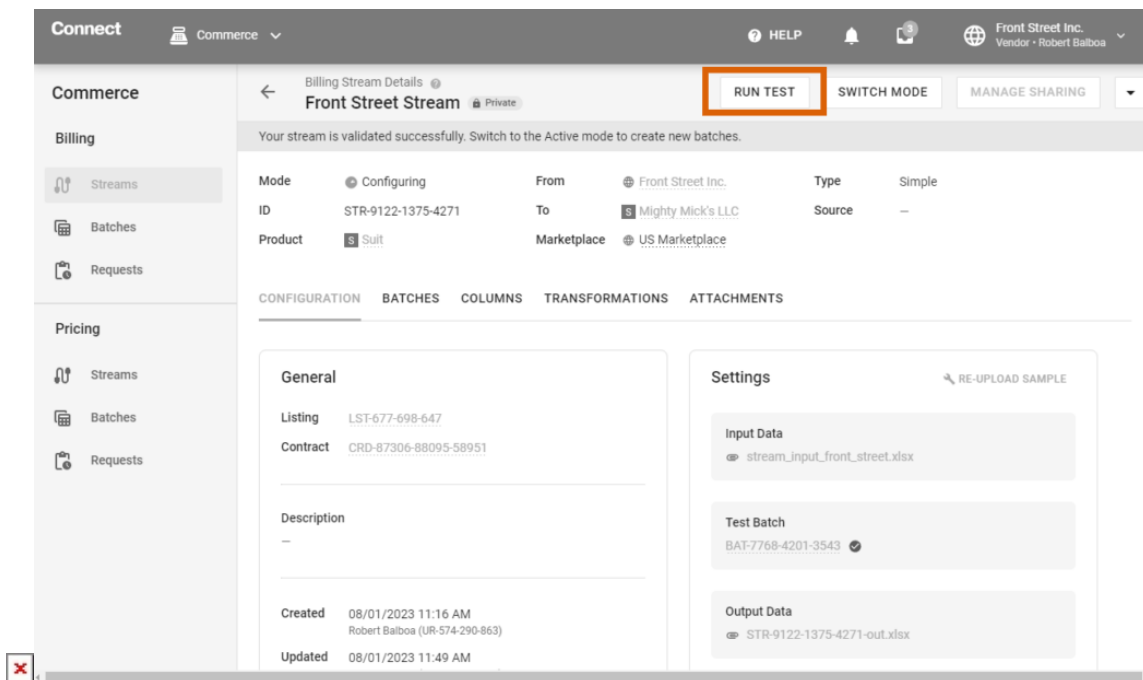 Connect
Commerce
HELP
3
Front Street Inc.
Vendor • Robert Balboa
Commerce
Billing
Streams
Batches
Requests
Pricing
Streams
Batches
Requests
Billing Stream Details
Front Street Stream Private
RUN TEST
SWITCH MODE
MANAGE SHARING
Your stream is validated successfully. Switch to the Active mode to create new batches.
Mode Configuring From Front Street Inc. Type Simple
ID STR-9122-1375-4271 To S Mighty Mick's LLC Source –
Product S Suit Marketplace US Marketplace
CONFIGURATION BATCHES COLUMNS TRANSFORMATIONS ATTACHMENTS
General
Listing LST-677-698-647
Contract CRD-87306-88095-58951
Description
–
Created 08/01/2023 11:16 AM
Robert Balboa (UR-574-290-863)
Updated 08/01/2023 11:49 AM
Settings RE-UPLOAD SAMPLE
Input Data
stream_input_front_street.xlsx
Test Batch
BAT-7768-4201-3543
Output Data
STR-9122-1375-4271-out.xlsx